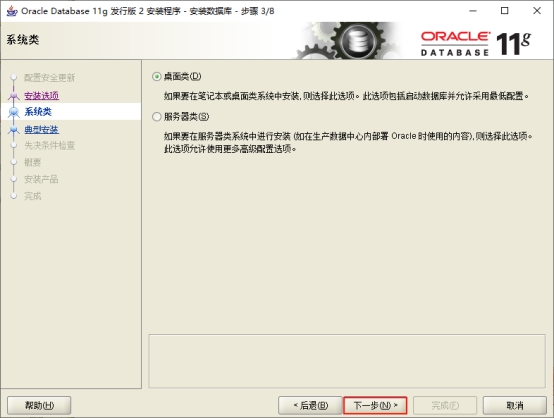 Oracle Database 11g 发行版 2 安装程序 - 安装数据库 - 步骤 3/8
系统类
ORACLE
DATABASE
11g
配置安全更新
安装选项
系统类
典型安装
先决条件检查
概要
安装产品
完成
桌面类(D)
如果要在笔记本或桌面类系统中安装, 则选择此选项。此选项包括启动数据库并允许采用最低配置。
服务器类(S)
如果要在服务器类系统中进行安装 (如在生产数据中心内部署 Oracle 时使用的内容), 则选择此选项。
此选项允许使用更多高级配置选项。
帮助(H)
< 后退(B)
下一步(N) >
完成(F)
取消